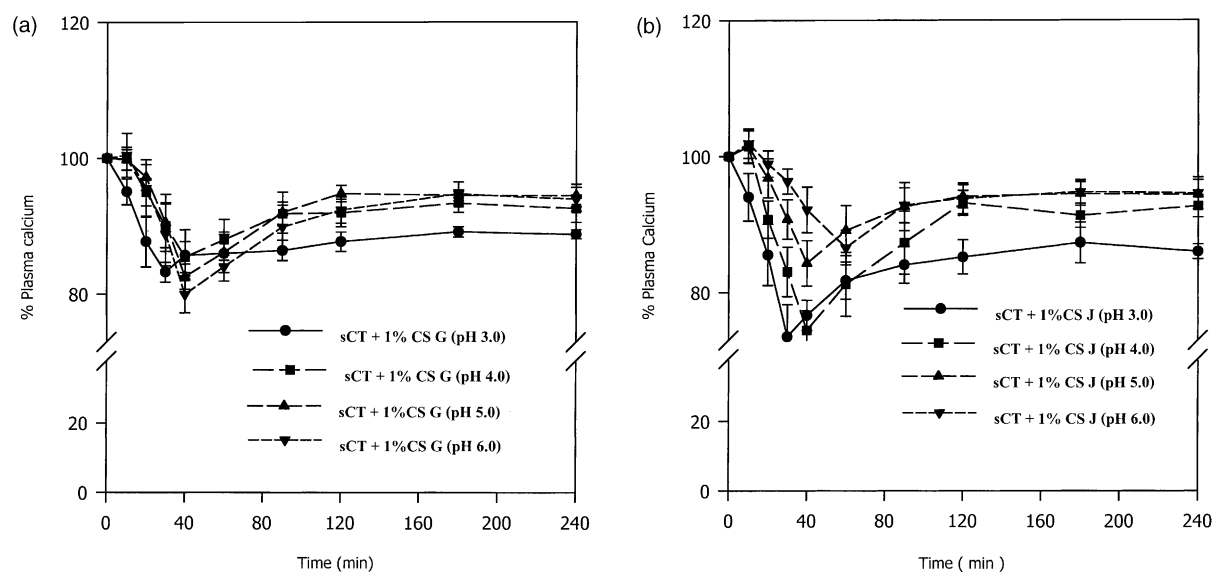 (a)
120
100
80
20
0
% Plasma calcium
sCT + 1% CS G (pH 3.0)
sCT + 1% CS G (pH 4.0)
sCT + 1%CS G (pH 5.0)
sCT + 1%CS G (pH 6.0)
0 40 80 120 160 200 240
Time (min)
(b)
120
100
80
20
0
% Plasma Calcium
sCT + 1%CS J (pH 3.0)
sCT + 1% CS J (pH 4.0)
sCT + 1% CS J (pH 5.0)
sCT + 1% CS J (pH 6.0)
0 40 80 120 160 200 240
Time ( min )